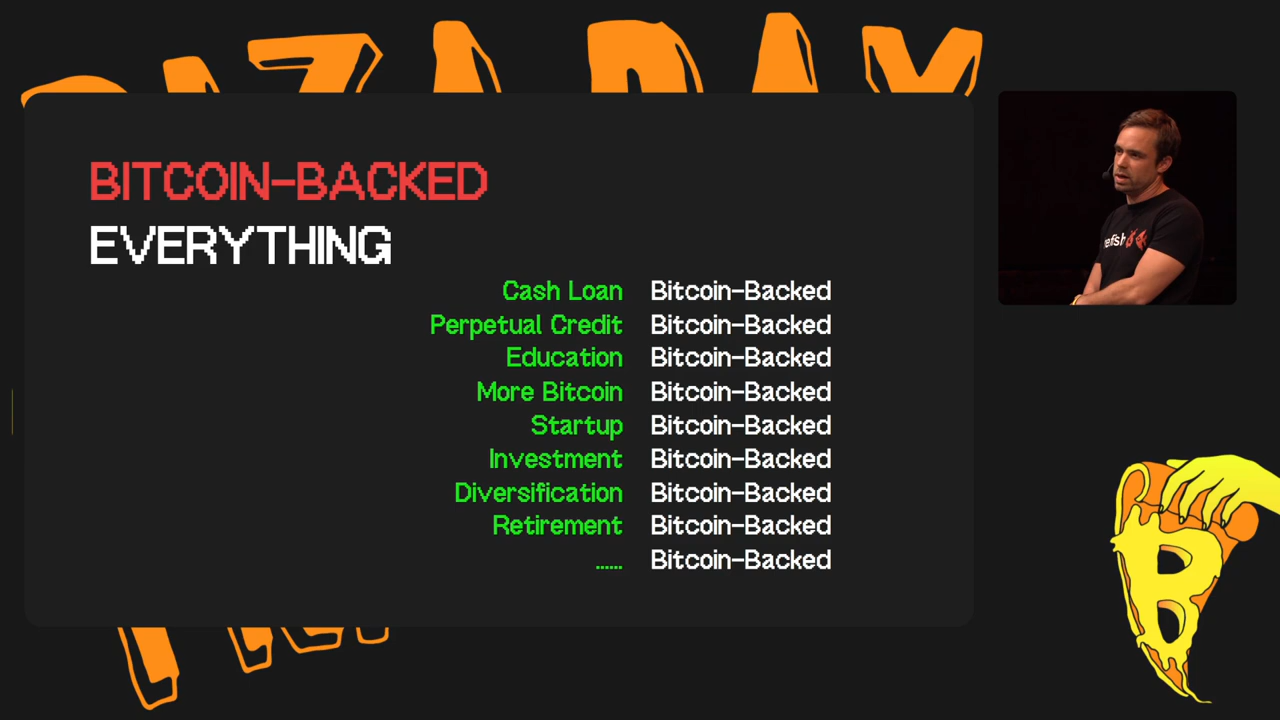 BITCOIN-BACKED
EVERYTHING
Cash Loan Bitcoin-Backed
Perpetual Credit Bitcoin-Backed
Education Bitcoin-Backed
More Bitcoin Bitcoin-Backed
Startup Bitcoin-Backed
Investment Bitcoin-Backed
Diversification Bitcoin-Backed
Retirement Bitcoin-Backed
...... Bitcoin-Backed
B